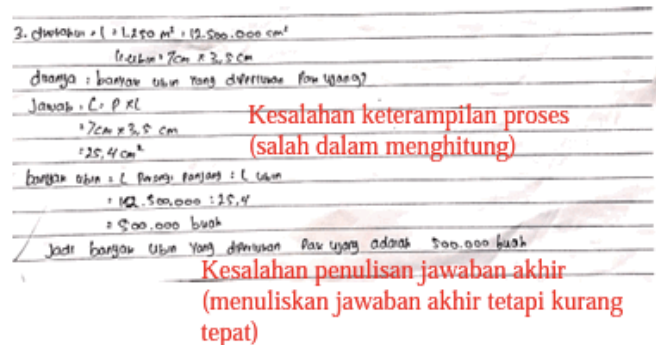 3. diketahui : L = 1.250 m² = 12.500.000 cm²
L ubin = 7cm x 3,5 cm
ditanya : banyak ubin yang diperlukan Pak ujang?
Jawab : L = P x L
= 7cm x 3,5 cm
= 25,4 cm²
Kesalahan keterampilan proses
(salah dalam menghitung)
banyak ubin = L persegi panjang : L ubin
= 12.500.000 : 25,4
= 500.000 buah
Jadi banyak ubin yang diperlukan Pak ujang adalah 500.000 buah
Kesalahan penulisan jawaban akhir
(menuliskan jawaban akhir tetapi kurang
tepat)